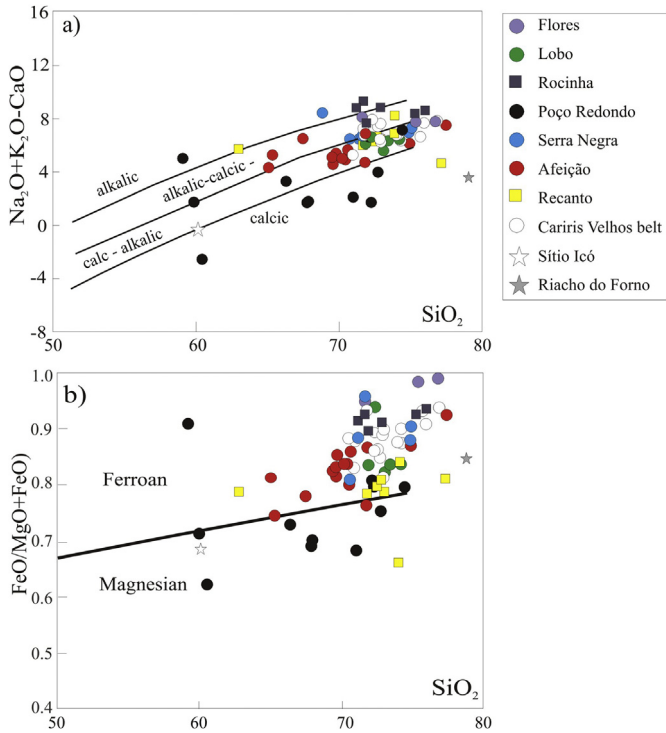 a)
Na₂O+K₂O-CaO
16
12
8
4
0
-4
-8
alkalic
alkalic-calcic -
calc - alkalic
calcic
SiO₂
50
60
70
80
Flores
Lobo
Rocinha
Poço Redondo
Serra Negra
Afeição
Recanto
Cariris Velhos belt
Sítio Icó
Riacho do Forno
b)
FeO/MgO+FeO)
1.0
0.9
0.8
0.7
0.6
0.5
0.4
Ferroan
Magnesian
SiO₂
50
60
70
80